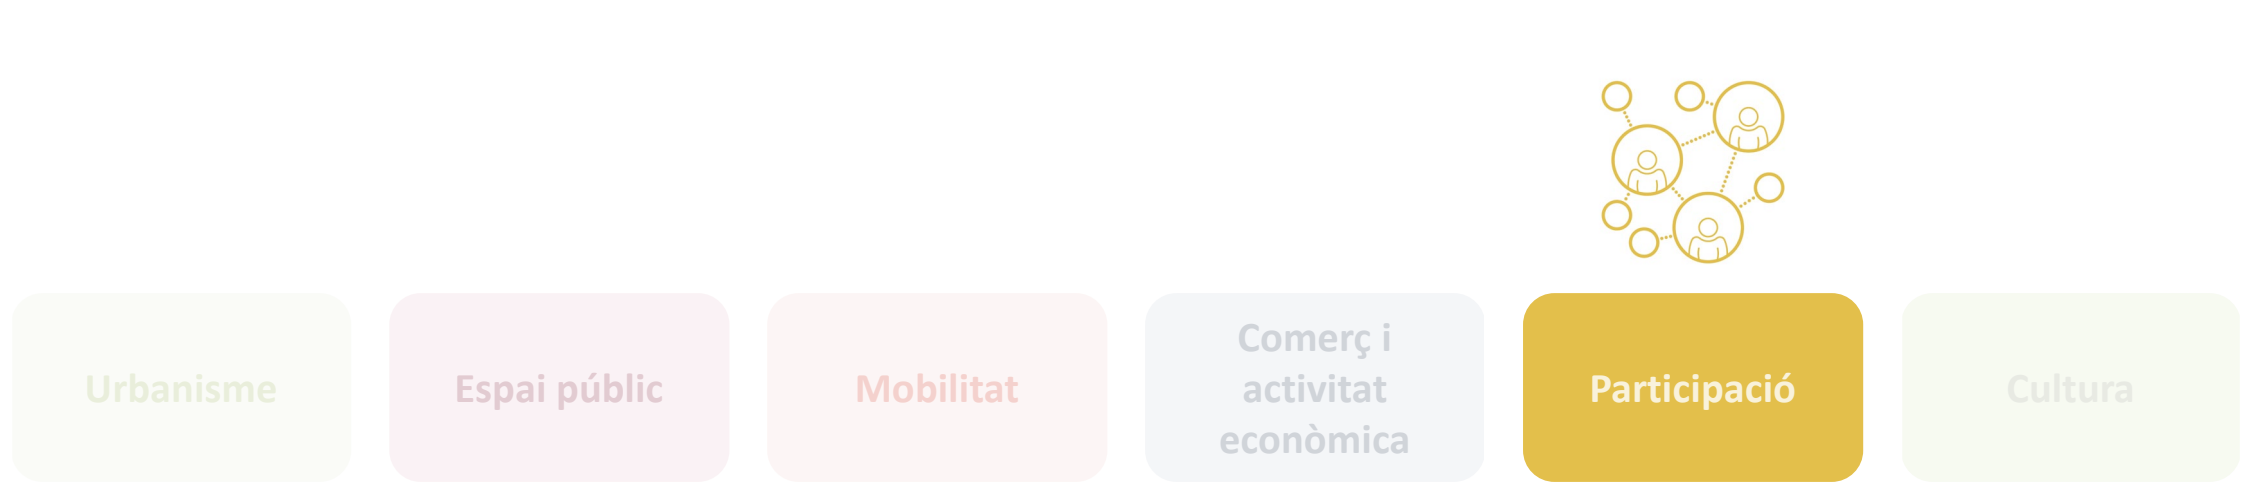 Urbanisme
Espai públic
Mobilitat
Comerç i
activitat
econòmica
Participació
Cultura